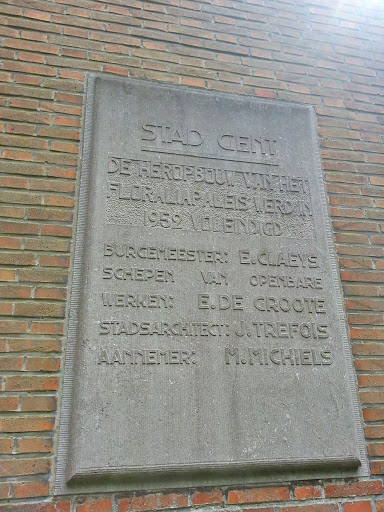 STAD GENT
DE HEROPBOUW VAN HET
FLORALIAPALEIS WERD IN
1952 VOLEINDIGD
BURGEMEESTER: E. CLAEYS
SCHEPEN VAN OPENBARE
WERKEN: E. DE GROOTE
STADSARCHITECT: J. TREFOIS
AANNEMER: M. MICHIELS